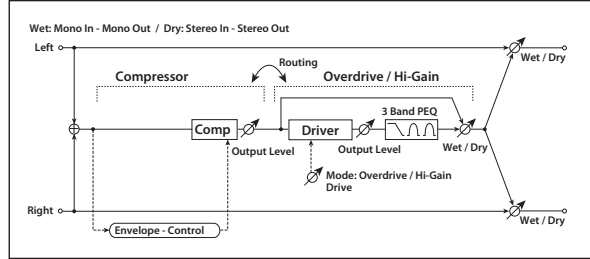 Wet: Mono In - Mono Out / Dry: Stereo In - Stereo Out
Left
Wet / Dry
Routing
Compressor
Overdrive / Hi-Gain
3 Band PEQ
Comp
Driver
Output Level
Output Level
Wet / Dry
Mode: Overdrive / Hi-Gain
Drive
Right
Wet / Dry
Envelope - Control